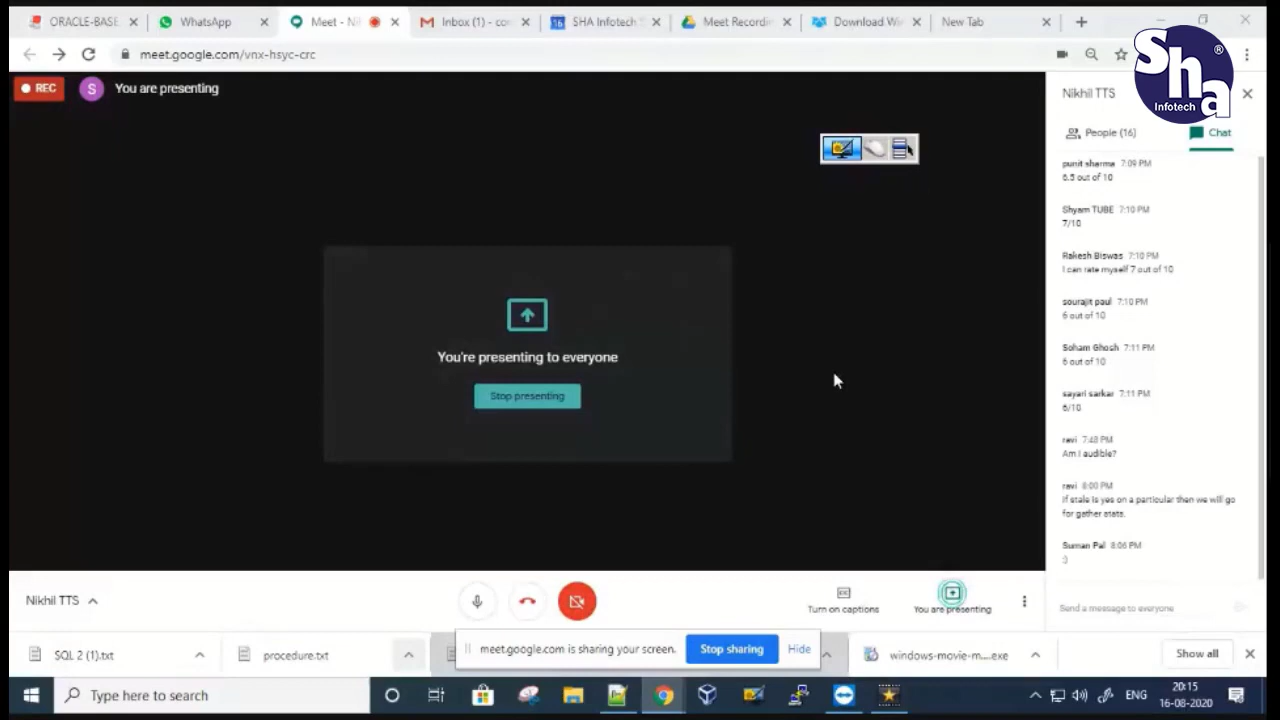 ORACLE-BASE
WhatsApp
Meet - Ni
Inbox (1) - co
SHA Infotech
Meet Recordin
Download Wi
New Tab
meet.google.com/vnx-hsyc-crc
Sha
®
Infotech
REC
S
You are presenting
Nikhil TTS
People (16)
Chat
punit sharma 7:09 PM
6.5 out of 10
Shyam TUBE 7:10 PM
7/10
Rakesh Biswas 7:10 PM
I can rate myself 7 out of 10
sourajit paul 7:10 PM
6 out of 10
Soham Ghosh 7:11 PM
6 out of 10
sayari sarkar 7:11 PM
6/10
ravi 7:48 PM
Am I audible?
ravi 8:00 PM
If stale is yes on a particular then we will go
for gather stats.
Suman Pal 8:06 PM
:)
You're presenting to everyone
Stop presenting
Nikhil TTS
Turn on captions
You are presenting
Send a message to everyone
SQL 2 (1).txt
procedure.txt
meet.google.com is sharing your screen.
Stop sharing
Hide
windows-movie-m....exe
Show all
Type here to search
ENG
20:15
16-08-2020